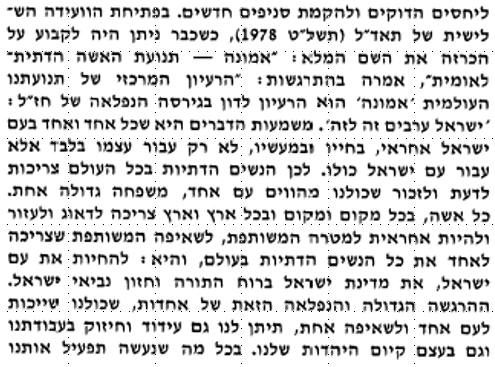 ליחסים הדוקים ולהקמת סניפים חדשים. בפתיחת הוועידה הש־
לישית של תאד״ל (תשל״ט 1978), כשכבר ניתן היה לקבוע על
הכרזה את השם המלא: ״אמונה — תנועת האשה הדתית־
לאומית״, אמרה בהתרגשות: ״הרעיון המרכזי של תנועתנו
העולמית ׳אמונה׳ הוא הרעיון לדון בגירסה הנפלאה של חז״ל:
׳ישראל ערבים זה לזה׳. משמעות הדברים היא שכל אחד ואחד בעם
ישראל אחראי, בחייו ובמעשיו, לא רק עבור עצמו בלבד אלא
עבור עם ישראל כולו. לכן הנשים הדתיות בכל העולם צריכות
לדעת ולזכור שכולנו מהווים עם אחד, משפחה גדולה אחת.
כל אשה, בכל מקום ומקום ובכל ארץ וארץ צריכה לדאוג ולעזור
ולהיות אחראית למטרה המשותפת, לשאיפה המשותפת שצריכה
לאחד את כל הנשים הדתיות בעולם, והיא: להחיות את עם
ישראל, את מדינת ישראל ברוח התורה וחזון נביאי ישראל.
ההרגשה הגדולה והנפלאה הזאת של אחדות, שכולנו שייכות
לעם אחד ולשאיפה אחת, תיתן לנו גם עידוד וחיזוק בעבודתנו
וגם בעצם קיום היהדות שלנו. בכל מה שנעשה תפעיל אותנו